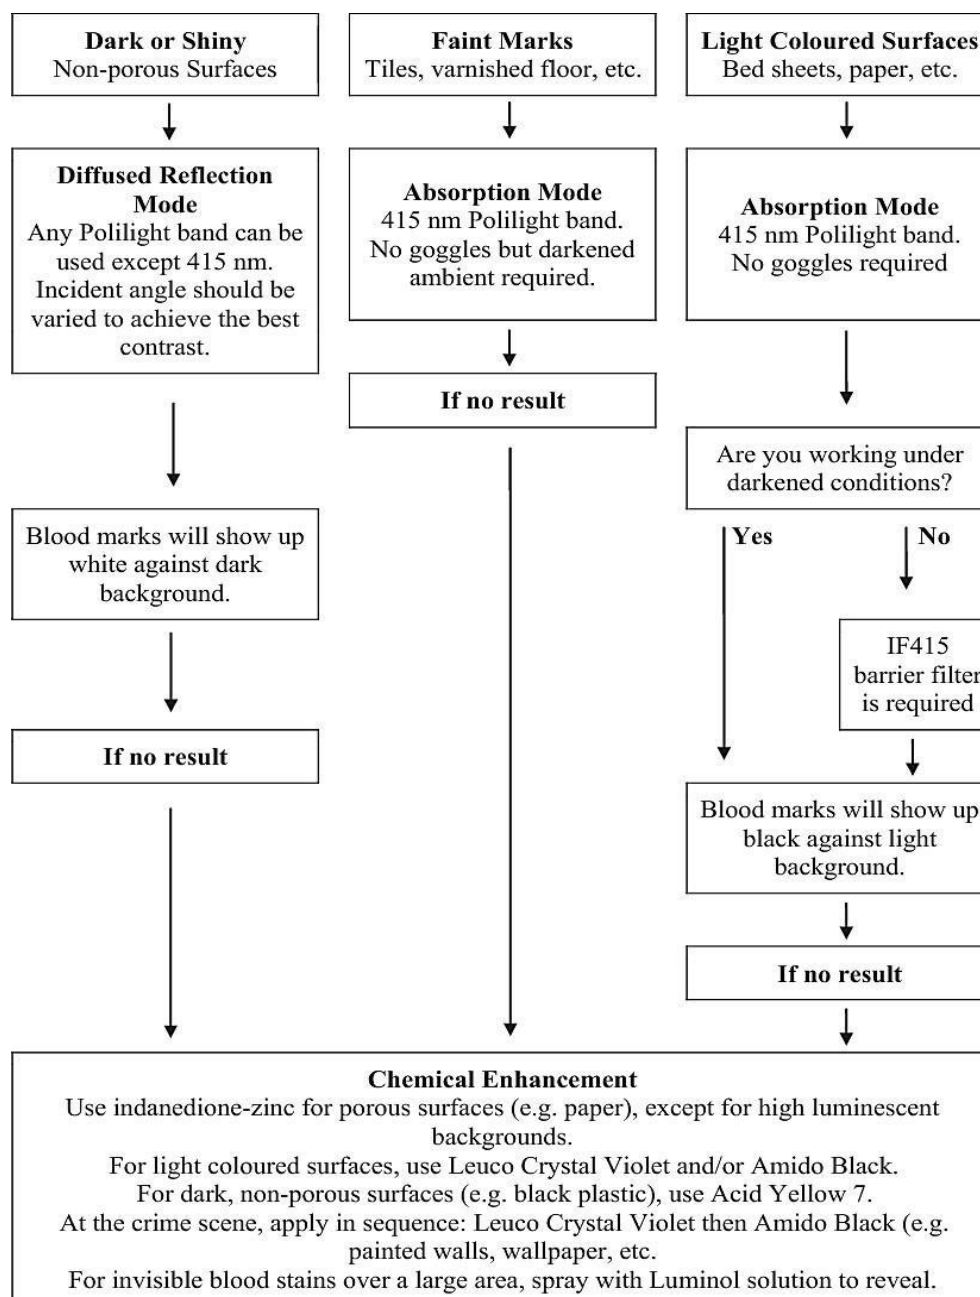 Dark or Shiny
Non-porous Surfaces
Diffused Reflection
Mode
Any Polilight band can be
used except 415 nm.
Incident angle should be
varied to achieve the best
contrast.
Blood marks will show up
white against dark
background.
If no result
Faint Marks
Tiles, varnished floor, etc.
Absorption Mode
415 nm Polilight band.
No goggles but darkened
ambient required.
If no result
Light Coloured Surfaces
Bed sheets, paper, etc.
Absorption Mode
415 nm Polilight band.
No goggles required
Are you working under
darkened conditions?
Yes
No
IF415
barrier filter
is required
Blood marks will show up
black against light
background.
If no result
Chemical Enhancement
Use indanedione-zinc for porous surfaces (e.g. paper), except for high luminescent
backgrounds.
For light coloured surfaces, use Leuco Crystal Violet and/or Amido Black.
For dark, non-porous surfaces (e.g. black plastic), use Acid Yellow 7.
At the crime scene, apply in sequence: Leuco Crystal Violet then Amido Black (e.g.
painted walls, wallpaper, etc.
For invisible blood stains over a large area, spray with Luminol solution to reveal.